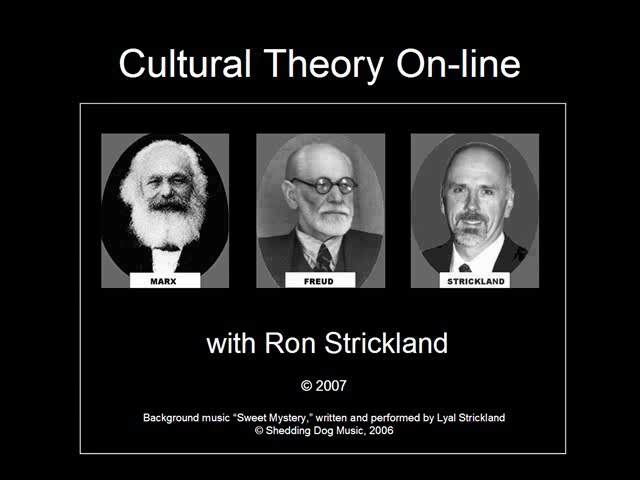 Cultural Theory On-line
MARX
FREUD
STRICKLAND
with Ron Strickland
© 2007
Background music “Sweet Mystery,” written and performed by Lyal Strickland
© Shedding Dog Music, 2006